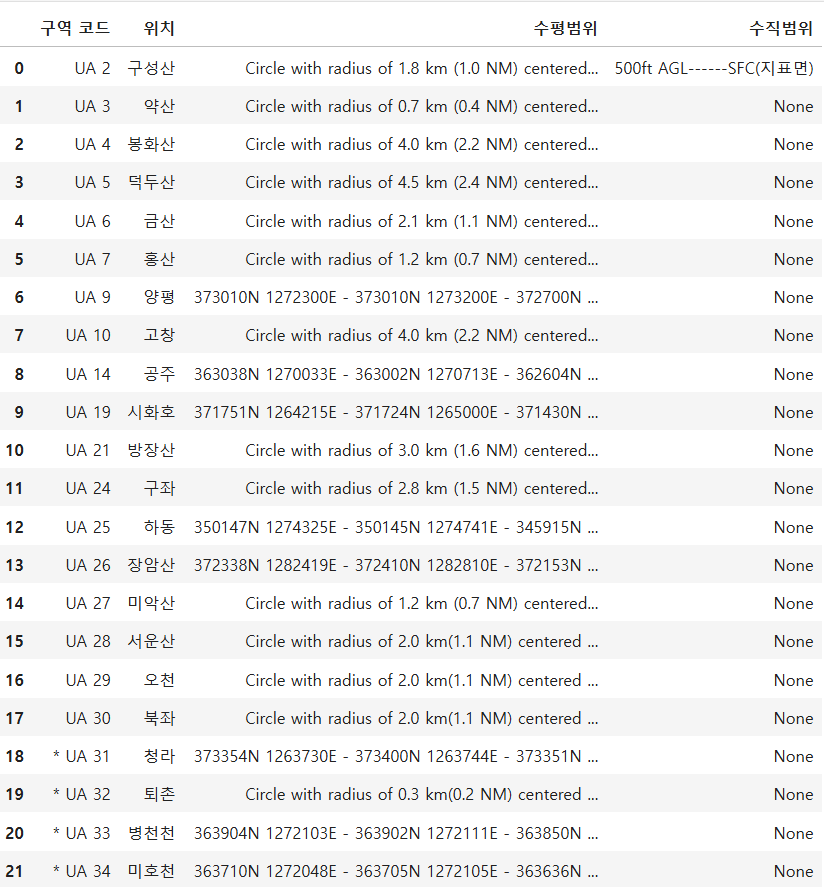 구역 코드 위치 수평범위 수직범위
0 UA 2 구성산 Circle with radius of 1.8 km (1.0 NM) centered... 500ft AGL------SFC(지표면)
1 UA 3 약산 Circle with radius of 0.7 km (0.4 NM) centered... None
2 UA 4 봉화산 Circle with radius of 4.0 km (2.2 NM) centered... None
3 UA 5 덕두산 Circle with radius of 4.5 km (2.4 NM) centered... None
4 UA 6 금산 Circle with radius of 2.1 km (1.1 NM) centered... None
5 UA 7 홍산 Circle with radius of 1.2 km (0.7 NM) centered... None
6 UA 9 양평 373010N 1272300E - 373010N 1273200E - 372700N ... None
7 UA 10 고창 Circle with radius of 4.0 km (2.2 NM) centered... None
8 UA 14 공주 363038N 1270033E - 363002N 1270713E - 362604N ... None
9 UA 19 시화호 371751N 1264215E - 371724N 1265000E - 371430N ... None
10 UA 21 방장산 Circle with radius of 3.0 km (1.6 NM) centered... None
11 UA 24 구좌 Circle with radius of 2.8 km (1.5 NM) centered... None
12 UA 25 하동 350147N 1274325E - 350145N 1274741E - 345915N ... None
13 UA 26 장암산 372338N 1282419E - 372410N 1282810E - 372153N ... None
14 UA 27 미악산 Circle with radius of 1.2 km (0.7 NM) centered... None
15 UA 28 서운산 Circle with radius of 2.0 km(1.1 NM) centered ... None
16 UA 29 오천 Circle with radius of 2.0 km(1.1 NM) centered ... None
17 UA 30 북좌 Circle with radius of 2.0 km(1.1 NM) centered ... None
18 * UA 31 청라 373354N 1263730E - 373400N 1263744E - 373351N ... None
19 * UA 32 퇴촌 Circle with radius of 0.3 km(0.2 NM) centered ... None
20 * UA 33 병천천 363904N 1272103E - 363902N 1272111E - 363850N ... None
21 * UA 34 미호천 363710N 1272048E - 363705N 1272105E - 363636N ... None